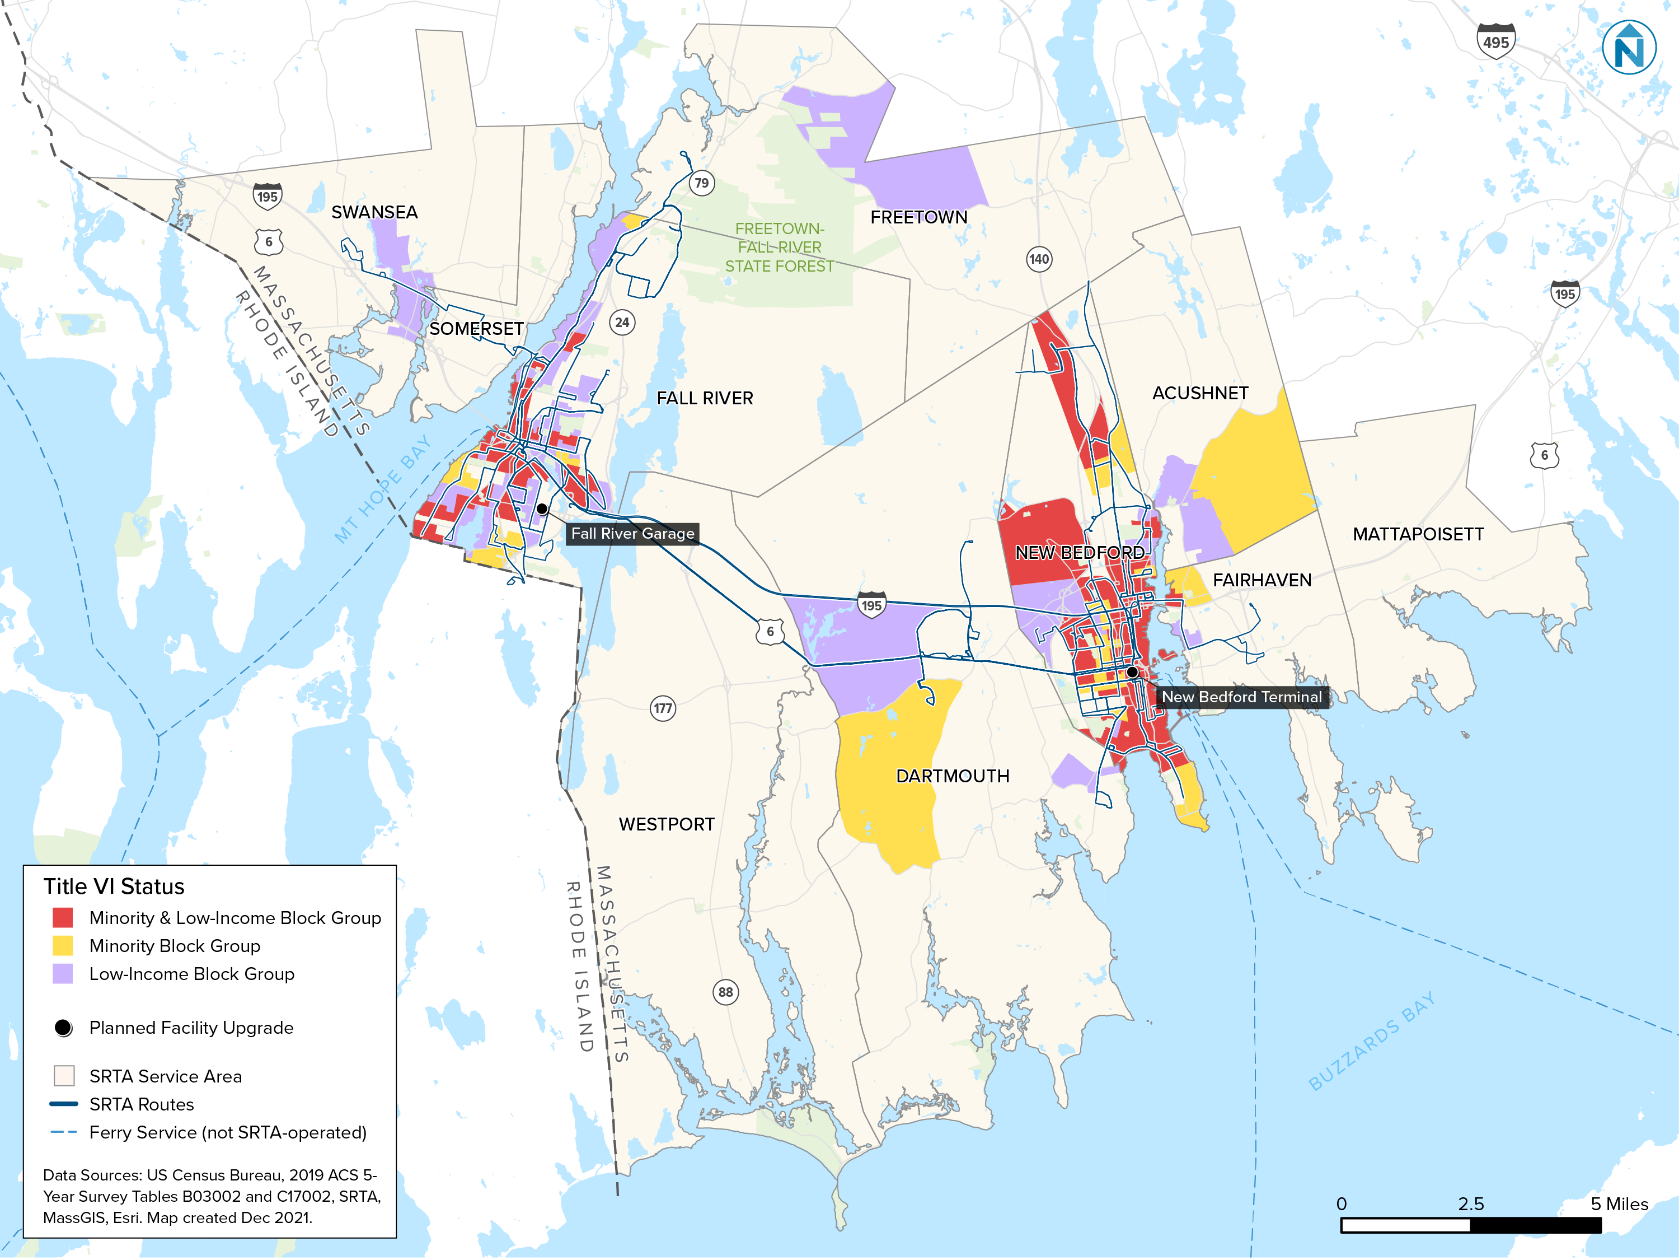 495
N
79
195
SWANSEA
6
FREETOWN
FREETOWN-
FALL RIVER
STATE FOREST
140
195
MASSACHUSETTS
RHODE ISLAND
SOMERSET
24
FALL RIVER
ACUSHNET
6
MT HOPE BAY
Fall River Garage
MATTAPOISETT
NEW BEDFORD
FAIRHAVEN
195
6
New Bedford Terminal
177
DARTMOUTH
WESTPORT
MASSACHUSETTS
RHODE ISLAND
88
BUZZARDS BAY
Title VI Status
Minority & Low-Income Block Group
Minority Block Group
Low-Income Block Group
Planned Facility Upgrade
SRTA Service Area
SRTA Routes
Ferry Service (not SRTA-operated)
Data Sources: US Census Bureau, 2019 ACS 5-
Year Survey Tables B03002 and C17002, SRTA,
MassGIS, Esri. Map created Dec 2021.
0 2.5 5 Miles